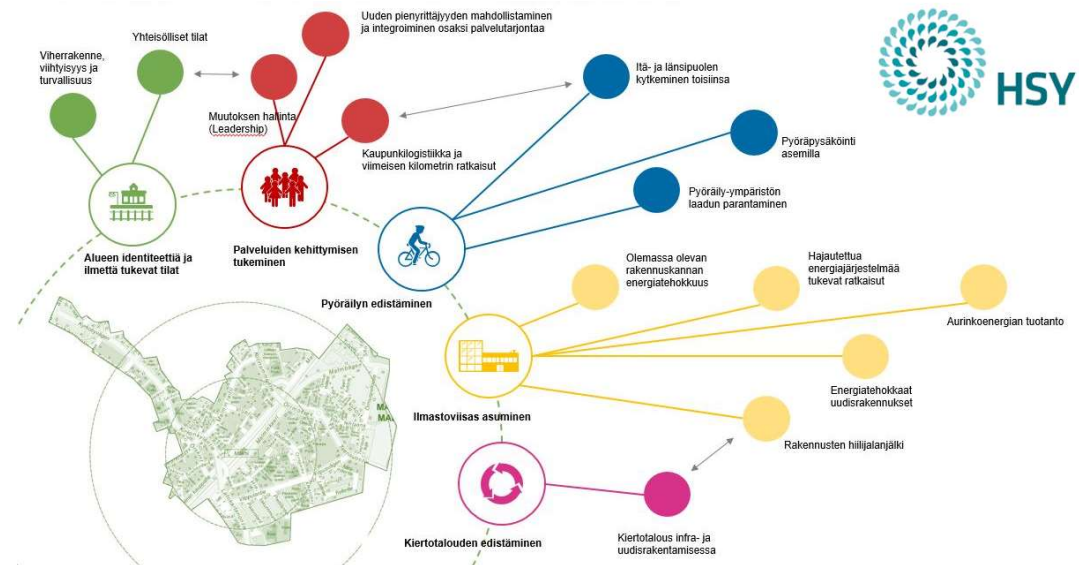 Uuden pienyrittäjyyden mahdollistaminen
ja integroiminen osaksi palvelutarjontaa
Yhteisölliset tilat
Viherrakenne,
viihtyisyys ja
turvallisuus
Itä- ja länsipuolen
kytkeminen toisiinsa
HSY
Muutoksen hallinta
(Leadership)
Kaupunkilogistiikka ja
viimeisen kilometrin ratkaisut
Pyöräpysäköinti
asemilla
Pyöräily-ympäristön
laadun parantaminen
Alueen identiteettiä ja
ilmettä tukevat tilat
Palveluiden kehittymisen
tukeminen
Pyöräilyn edistäminen
Olemassa olevan
rakennuskannan
energiatehokkuus
Hajautettua
energiajärjestelmää
tukevat ratkaisut
Aurinkoenergian tuotanto
Energiatehokkaat
uudisrakennukset
Ilmastoviisas asuminen
Rakennusten hiilijalanjälki
Kiertotalouden edistäminen
Kiertotalous infra- ja
uudisrakentamisessa